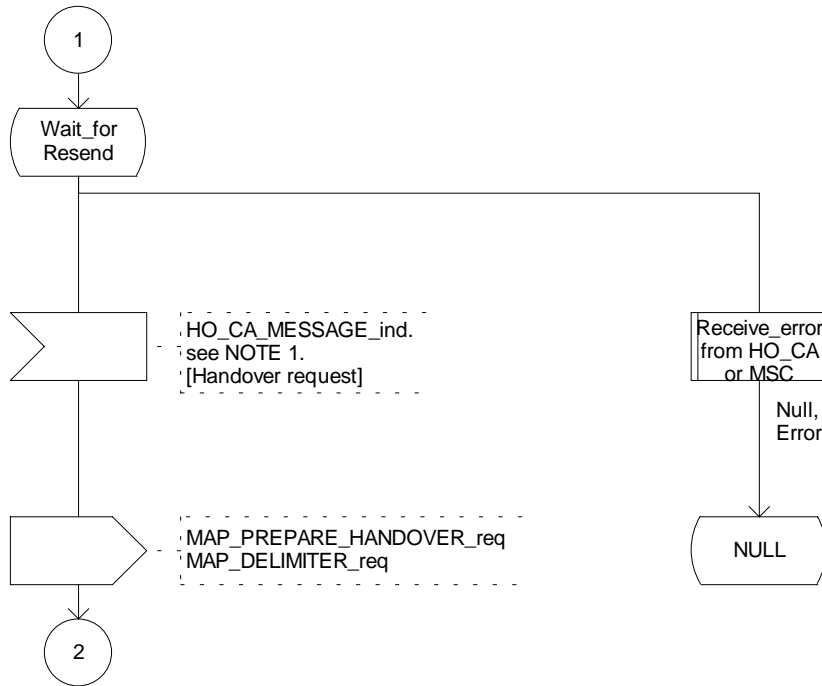 1
Wait_for
Resend
HO_CA_MESSAGE_ind.
see NOTE 1.
[Handover request]
Receive_error
from HO_CA
or MSC
Null,
Error
MAP_PREPARE_HANDOVER_req
MAP_DELIMITER_req
NULL
2